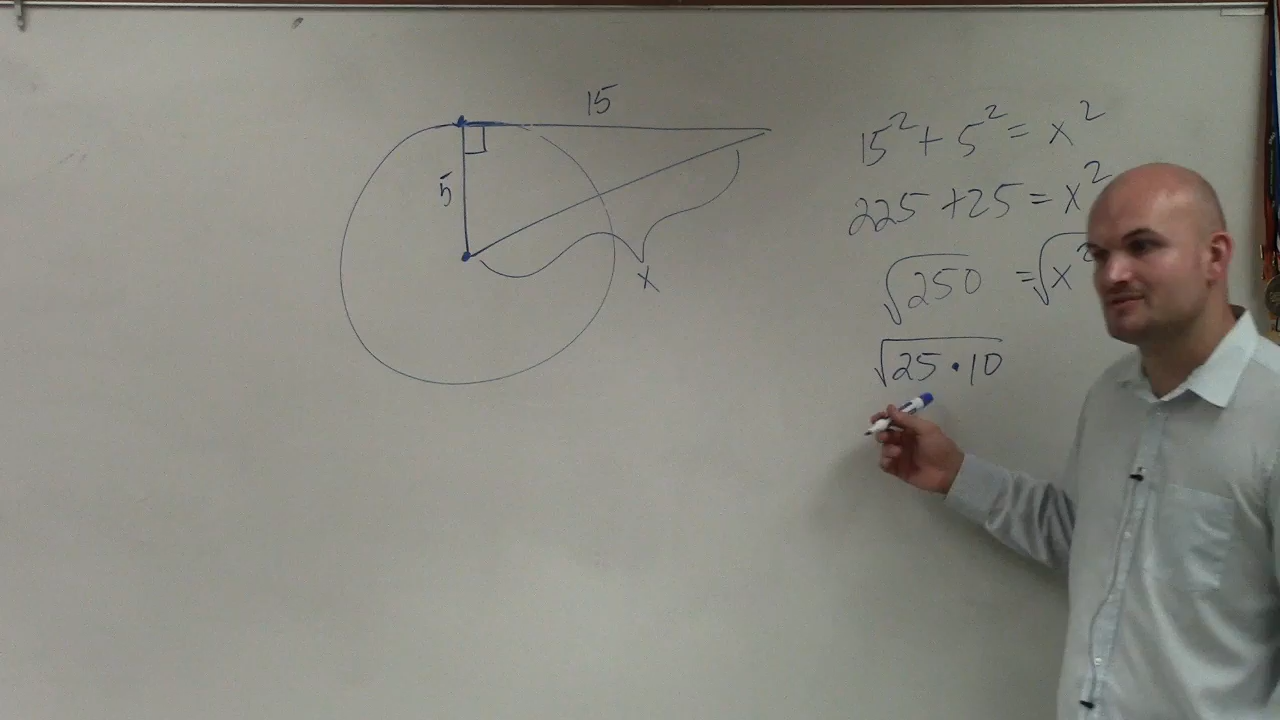 15
5
x
15² + 5² = x²
225 + 25 = x²
√250 = √x²
√25 · 10